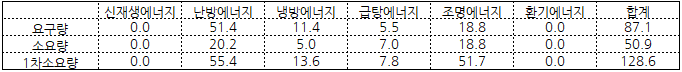 신재생에너지 난방에너지 냉방에너지 급탕에너지 조명에너지 환기에너지 합계
요구량 0.0 51.4 11.4 5.5 18.8 0.0 87.1
소요량 0.0 20.2 5.0 7.0 18.8 0.0 50.9
1차소요량 0.0 55.4 13.6 7.8 51.7 0.0 128.6